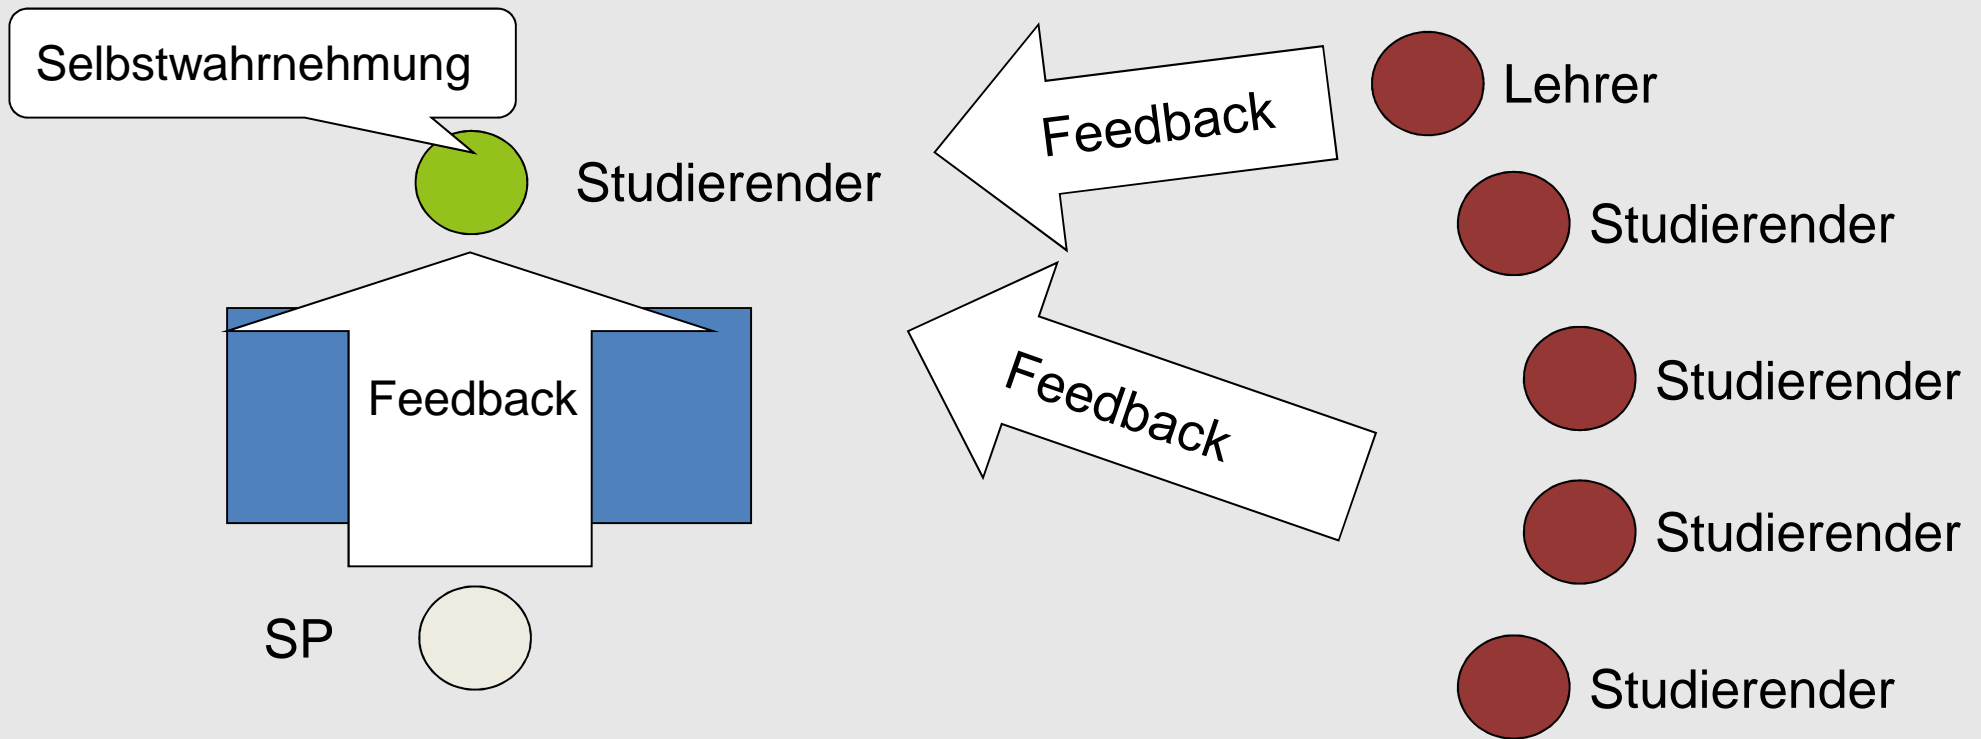 Selbstwahrnehmung
Studierender
Feedback
SP
Feedback
Feedback
Lehrer
Studierender
Studierender
Studierender
Studierender